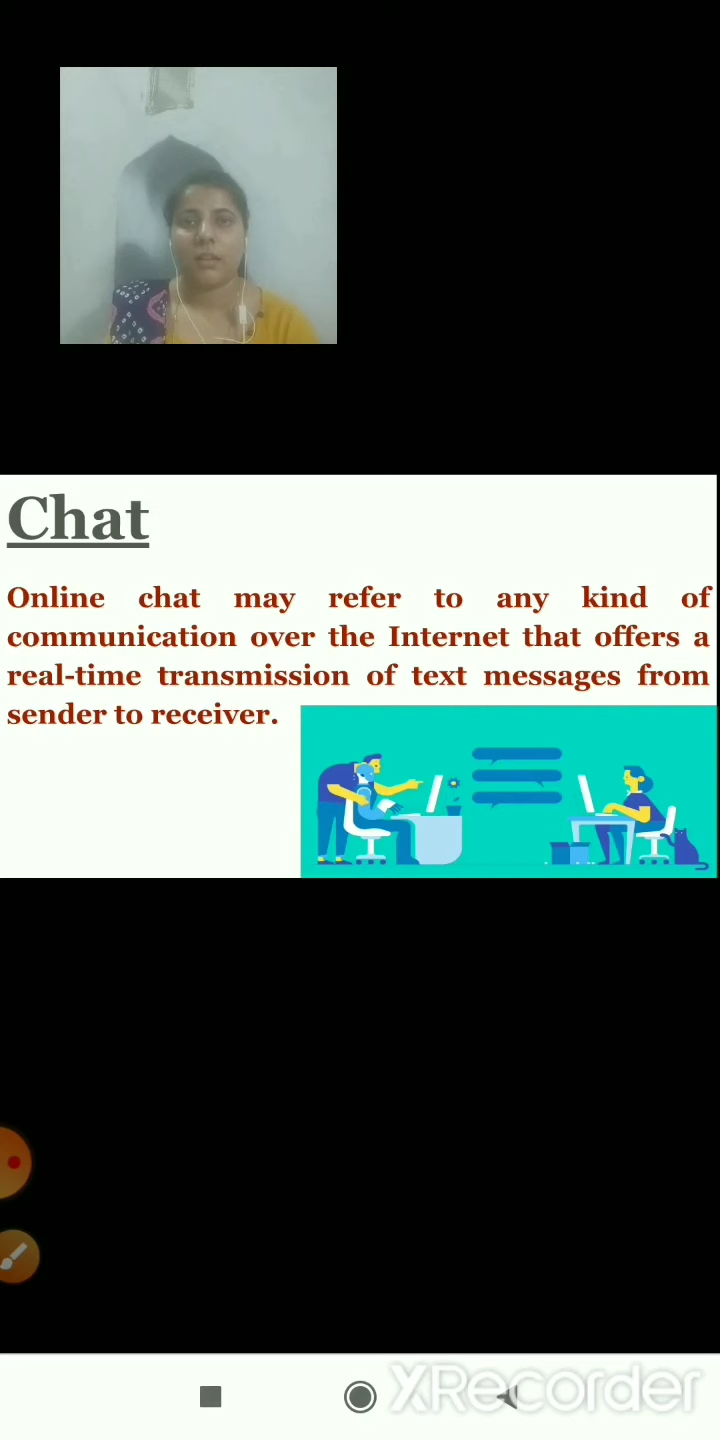 Chat
Online chat may refer to any kind of
communication over the Internet that offers a
real-time transmission of text messages from
sender to receiver.
XRecorder